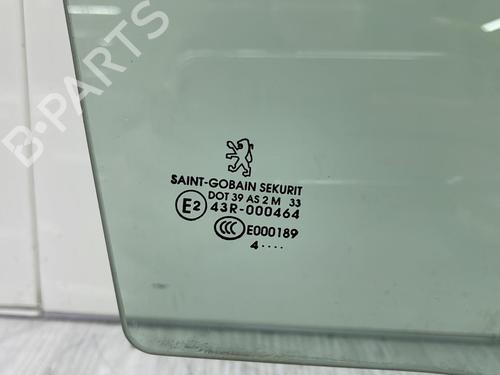 B-PARTS
SAINT-GOBAIN SEKURIT
DOT 39 AS 2 M 33
E2 43R-000464
CCC E000189
4 ....